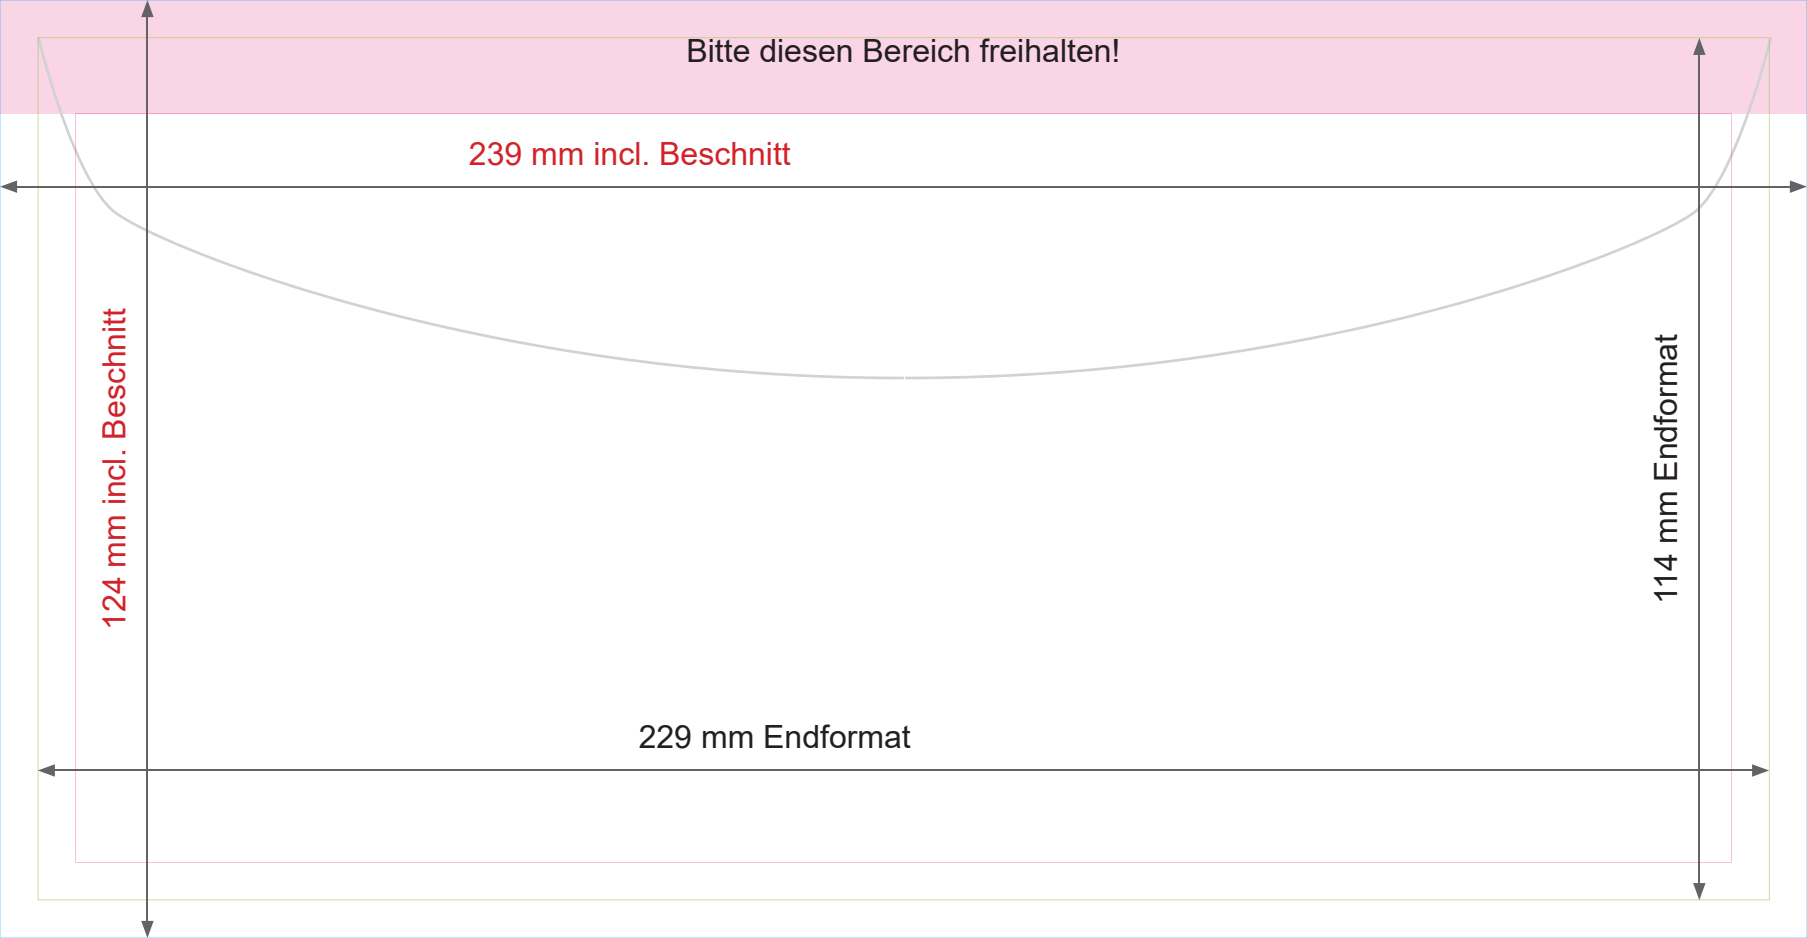 Bitte diesen Bereich freihalten!
239 mm incl. Beschnitt
124 mm incl. Beschnitt
114 mm Endformat
229 mm Endformat